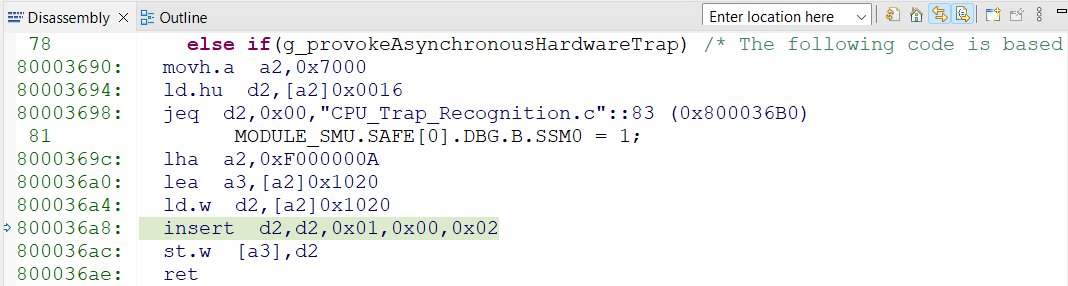 Disassembly Outline Enter location here
78 else if(g_provokeAsynchronousHardwareTrap) /* The following code is based
80003690: movh.a a2,0x7000
80003694: ld.hu d2,[a2]0x0016
80003698: jeq d2,0x00,"CPU_Trap_Recognition.c"::83 (0x800036B0)
81 MODULE_SMU.SAFE[0].DBG.B.SSM0 = 1;
8000369c: lha a2,0xF000000A
800036a0: lea a3,[a2]0x1020
800036a4: ld.w d2,[a2]0x1020
800036a8: insert d2,d2,0x01,0x00,0x02
800036ac: st.w [a3],d2
800036ae: ret